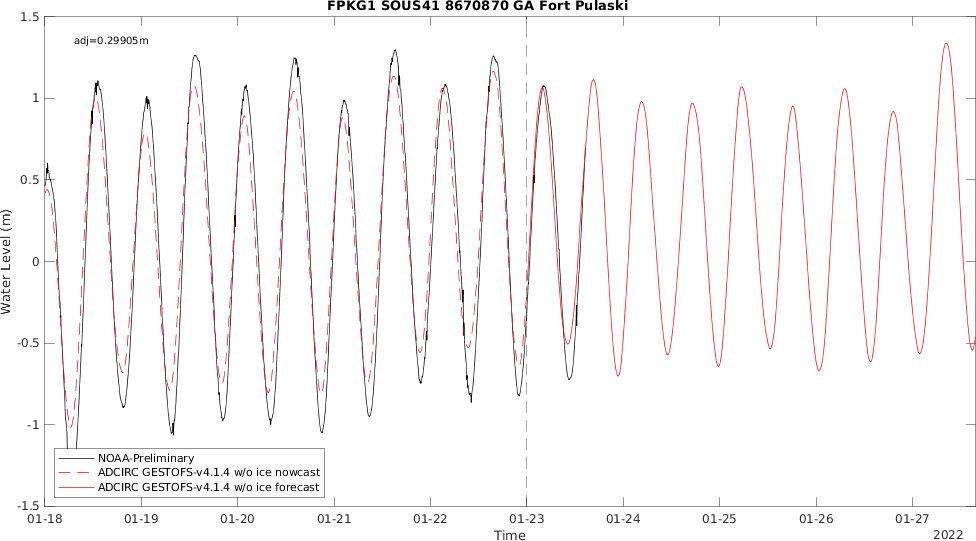 FPKG1 SOUS41 8670870 GA Fort Pulaski
1.5
adj=0.29905m
1
0.5
Water Level (m)
0
-0.5
-1
NOAA-Preliminary
ADCIRC GESTOFS-v4.1.4 w/o ice nowcast
ADCIRC GESTOFS-v4.1.4 w/o ice forecast
-1.5
01-18 01-19 01-20 01-21 01-22 01-23 01-24 01-25 01-26 01-27
Time
2022